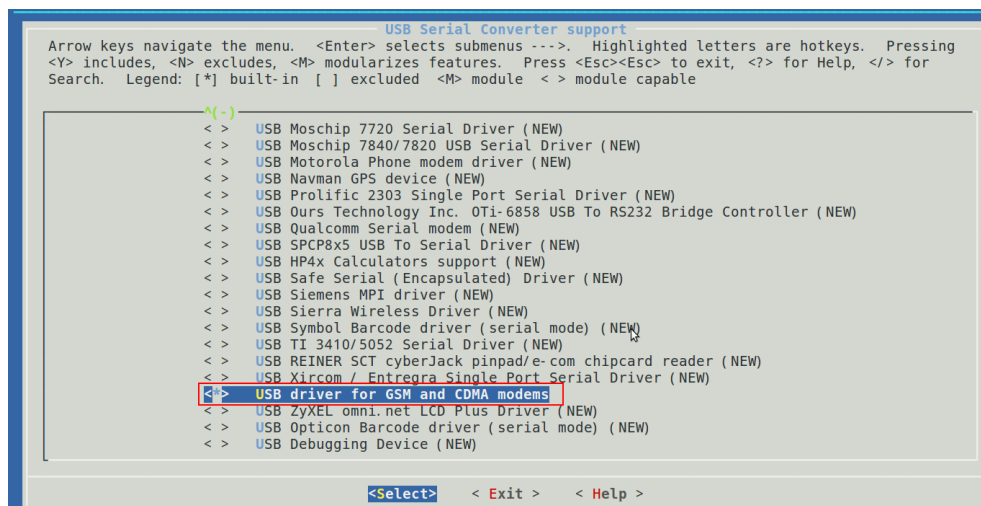 USB Serial Converter support
Arrow keys navigate the menu. <Enter> selects submenus --->. Highlighted letters are hotkeys. Pressing
<Y> includes, <N> excludes, <M> modularizes features. Press <Esc><Esc> to exit, <?> for Help, </> for
Search. Legend: [*] built-in [ ] excluded <M> module < > module capable
^(-)
< > USB Moschip 7720 Serial Driver (NEW)
< > USB Moschip 7840/7820 USB Serial Driver (NEW)
< > USB Motorola Phone modem driver (NEW)
< > USB Navman GPS device (NEW)
< > USB Prolific 2303 Single Port Serial Driver (NEW)
< > USB Ours Technology Inc. OTi-6858 USB To RS232 Bridge Controller (NEW)
< > USB Qualcomm Serial modem (NEW)
< > USB SPCP8x5 USB To Serial Driver (NEW)
< > USB HP4x Calculators support (NEW)
< > USB Safe Serial (Encapsulated) Driver (NEW)
< > USB Siemens MPI driver (NEW)
< > USB Sierra Wireless Driver (NEW)
< > USB Symbol Barcode driver (serial mode) (NEW)
< > USB TI 3410/5052 Serial Driver (NEW)
< > USB REINER SCT cyberJack pinpad/e-com chipcard reader (NEW)
< > USB Xircom / Entregra Single Port Serial Driver (NEW)
<*> USB driver for GSM and CDMA modems
< > USB ZyXEL omni.net LCD Plus Driver (NEW)
< > USB Opticon Barcode driver (serial mode) (NEW)
< > USB Debugging Device (NEW)
<Select> < Exit > < Help >